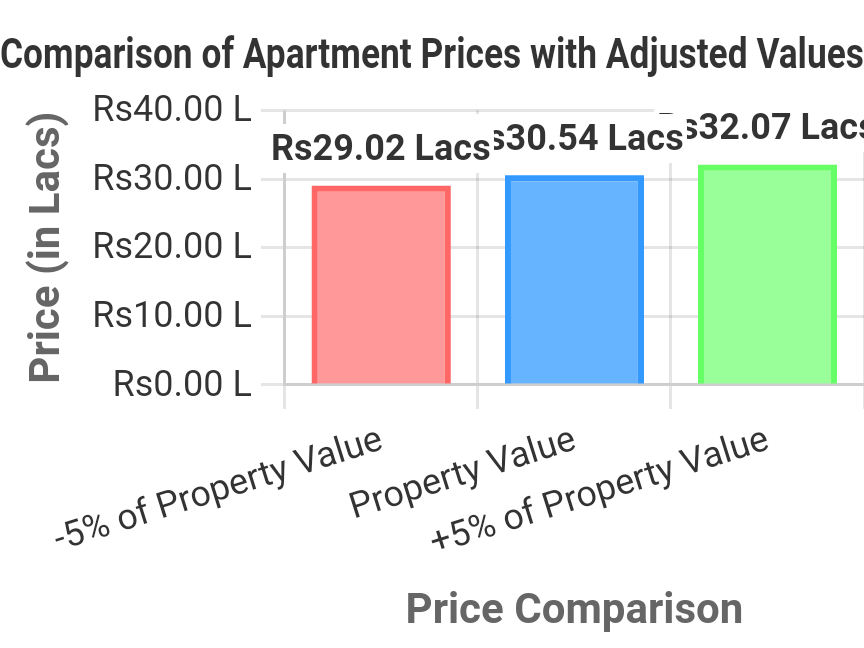 Comparison of Apartment Prices with Adjusted Values
Price (in Lacs)
Rs40.00 L
Rs30.00 L
Rs20.00 L
Rs10.00 L
Rs0.00 L
Rs29.02 Lacs
s30.54 Lacs
s32.07 Lacs
-5% of Property Value
Property Value
+5% of Property Value
Price Comparison